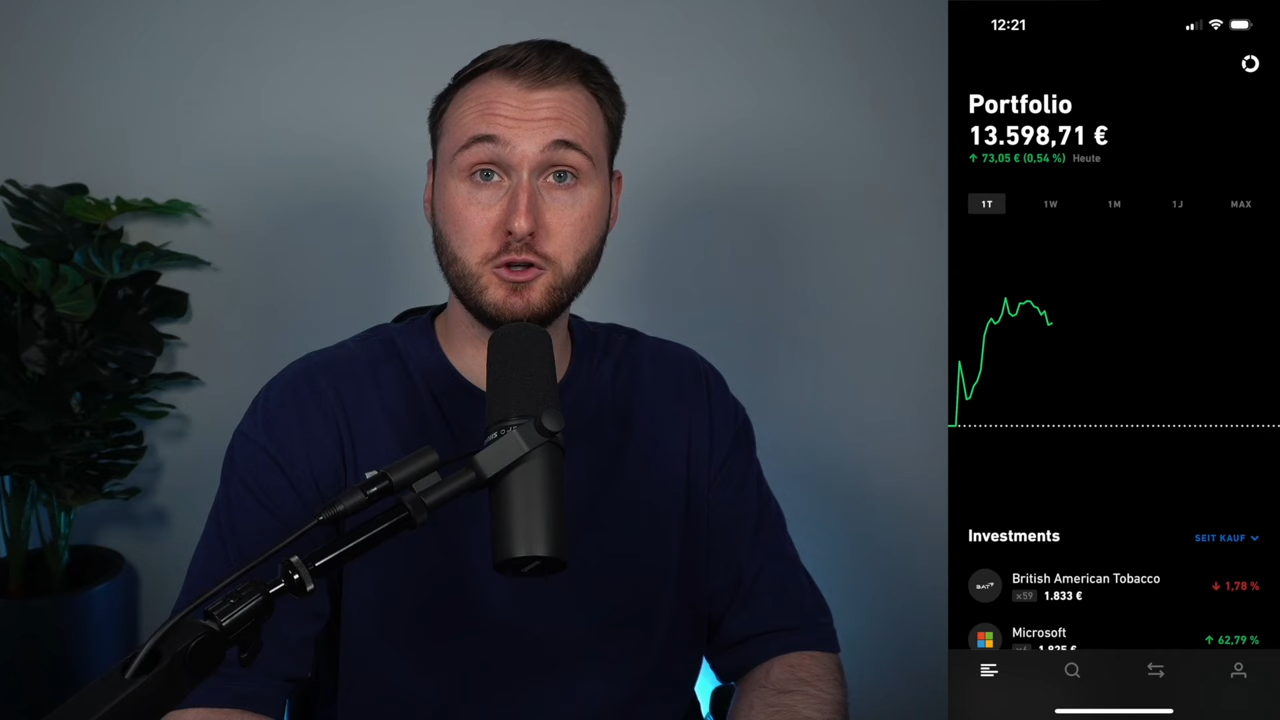 12:21
Portfolio
13.598,71 €
↑ 73,05 € (0,54 %) Heute
1T 1W 1M 1J MAX
Investments
SEIT KAUF
British American Tobacco
BAT
x59 1.833 €
↓ 1,78 %
Microsoft
↑ 62,79 %